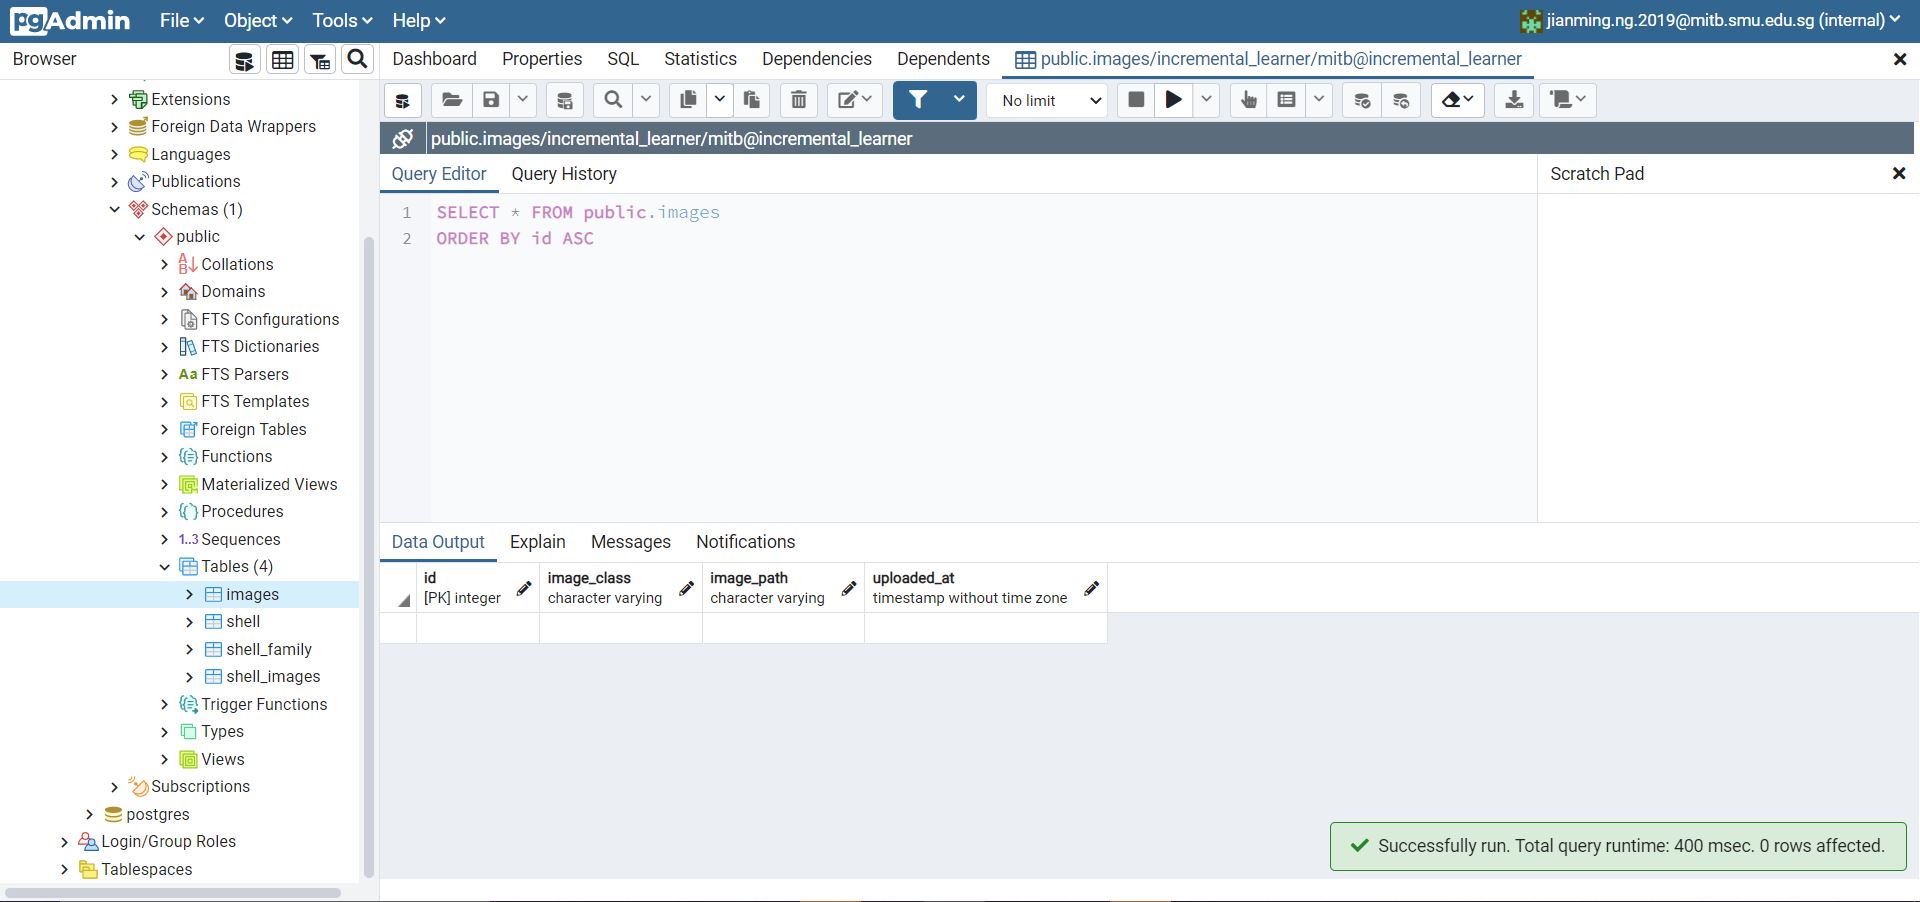 pgAdmin File Object Tools Help jianming.ng.2019@mitb.smu.edu.sg (internal)
Browser
Dashboard Properties SQL Statistics Dependencies Dependents public.images/incremental_learner/mitb@incremental_learner
Extensions
Foreign Data Wrappers
Languages
Publications
Schemas (1)
public
Collations
Domains
FTS Configurations
FTS Dictionaries
Aa FTS Parsers
FTS Templates
Foreign Tables
Functions
Materialized Views
Procedures
1..3 Sequences
Tables (4)
images
shell
shell_family
shell_images
Trigger Functions
Types
Views
Subscriptions
postgres
Login/Group Roles
Tablespaces
No limit
public.images/incremental_learner/mitb@incremental_learner
Query Editor Query History
Scratch Pad
1 SELECT * FROM public.images
2 ORDER BY id ASC
Data Output Explain Messages Notifications
id image_class image_path uploaded_at
[PK] integer character varying character varying timestamp without time zone
Successfully run. Total query runtime: 400 msec. 0 rows affected.